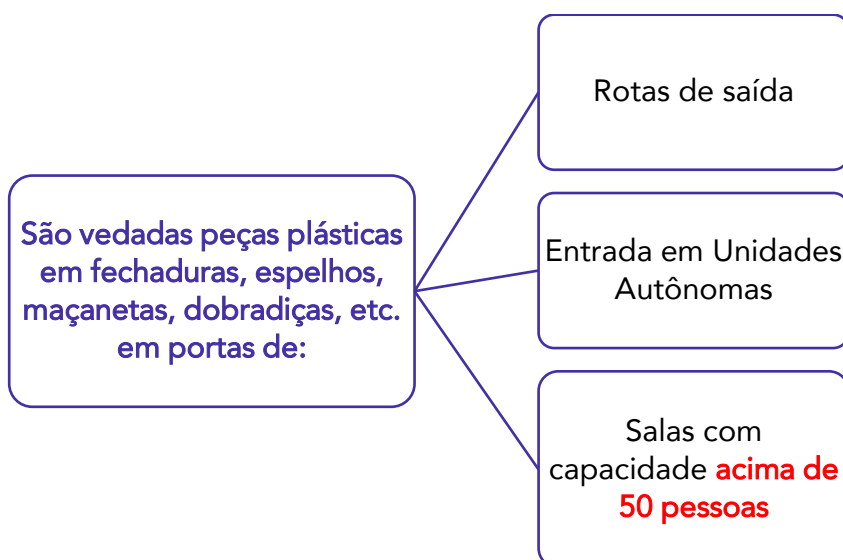 São vedadas peças plásticas
em fechaduras, espelhos,
maçanetas, dobradiças, etc.
em portas de:
Rotas de saída
Entrada em Unidades
Autônomas
Salas com
capacidade acima de
50 pessoas